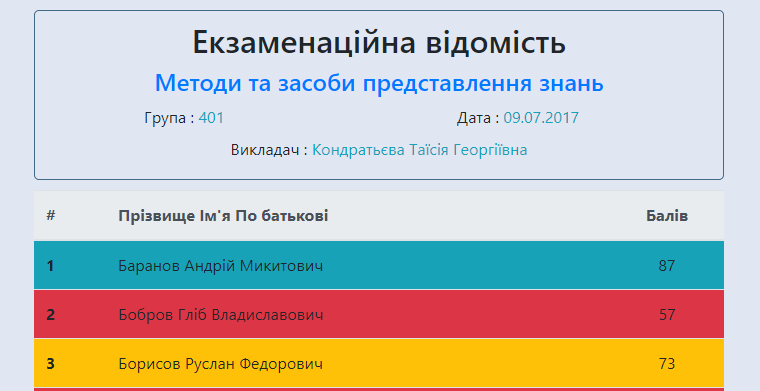 Екзаменаційна відомість
Методи та засоби представлення знань
Група : 401 Дата : 09.07.2017
Викладач : Кондратьєва Таїсія Георгіївна
# Прізвище Ім'я По батькові Балів
1 Баранов Андрій Микитович 87
2 Бобров Гліб Владиславович 57
3 Борисов Руслан Федорович 73